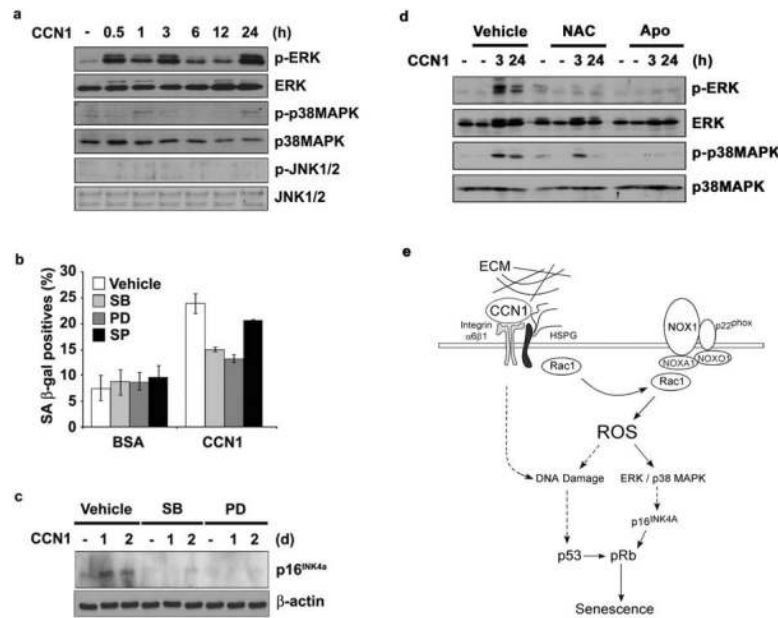 a
CCN1 - 0.5 1 3 6 12 24 (h)
p-ERK
ERK
p-p38MAPK
p38MAPK
p-JNK1/2
JNK1/2
b
SA β-gal positives (%)
30
25
20
15
10
5
0
Vehicle
SB
PD
SP
BSA CCN1
c
Vehicle SB PD
CCN1 - 1 2 - 1 2 - 1 2 (d)
p16INK4a
β-actin
d
Vehicle NAC Apo
CCN1 - - 3 24 - - 3 24 - - 3 24 (h)
p-ERK
ERK
p-p38MAPK
p38MAPK
e
ECM
CCN1
Integrin
α6β1
HSPG
Rac1
NOX1
p22phox
NOXA1
NOXO1
Rac1
ROS
DNA Damage ERK / p38 MAPK
p16INK4A
p53 pRb
Senescence